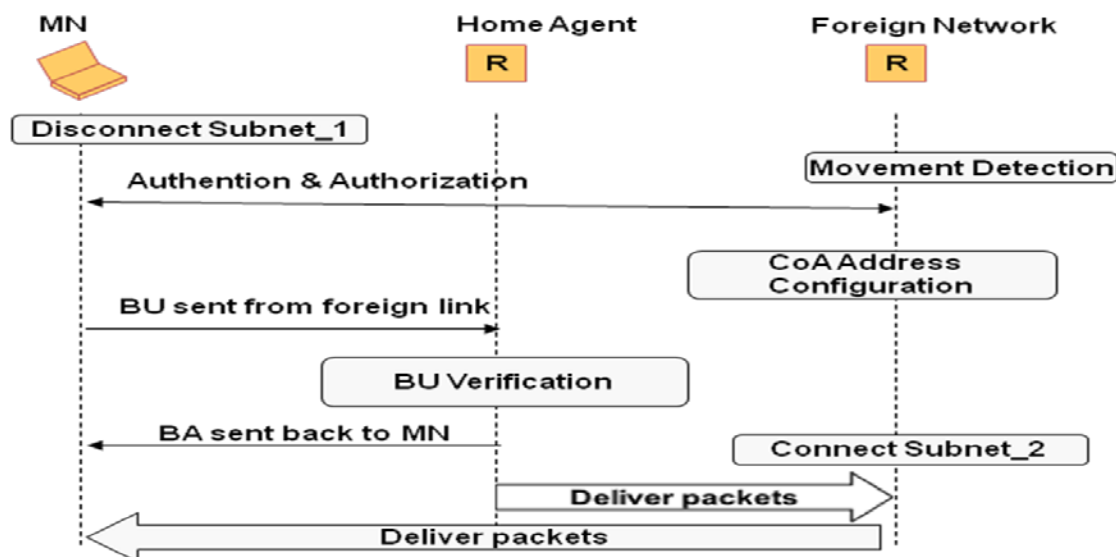 MN
Home Agent
Foreign Network
R
R
Disconnect Subnet_1
Movement Detection
Authention & Authorization
CoA Address
Configuration
BU sent from foreign link
BU Verification
BA sent back to MN
Connect Subnet_2
Deliver packets
Deliver packets